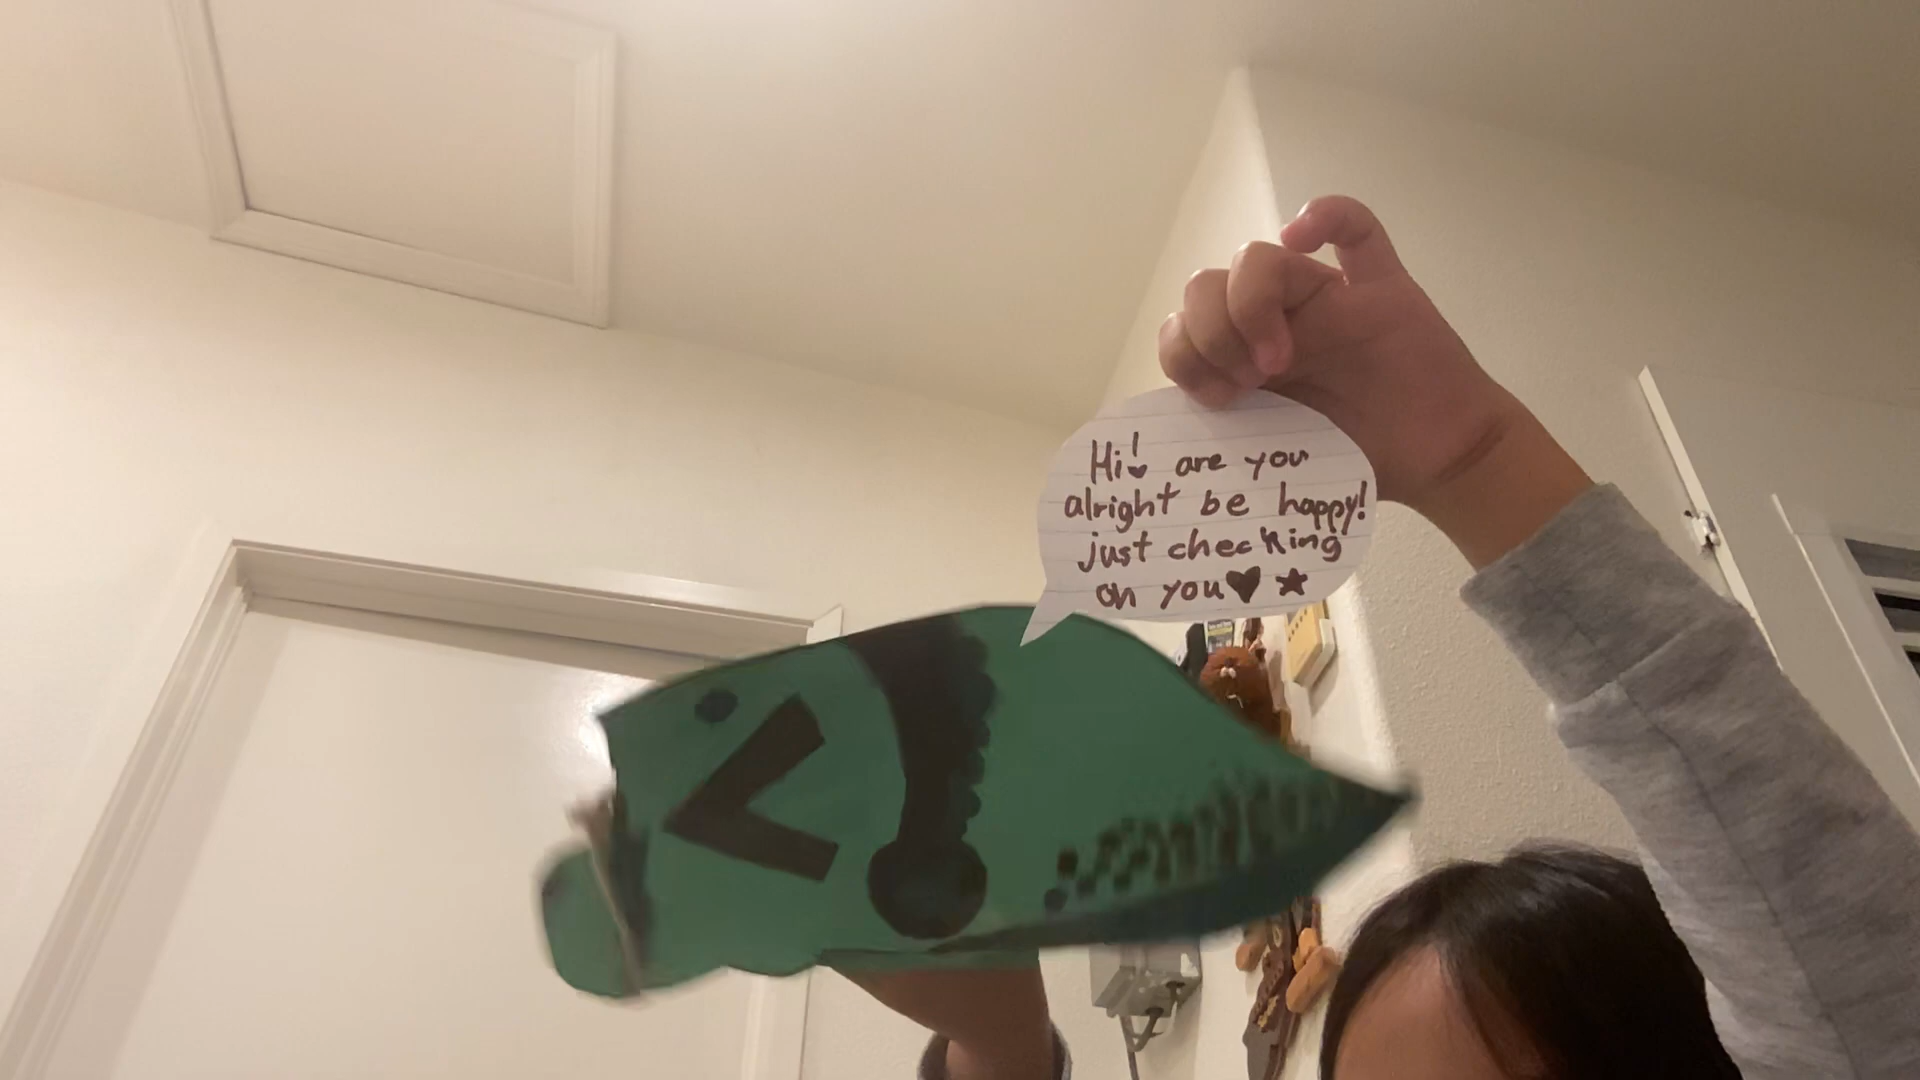 Hi! are you
alright be happy!
just checking
on you♥ ★